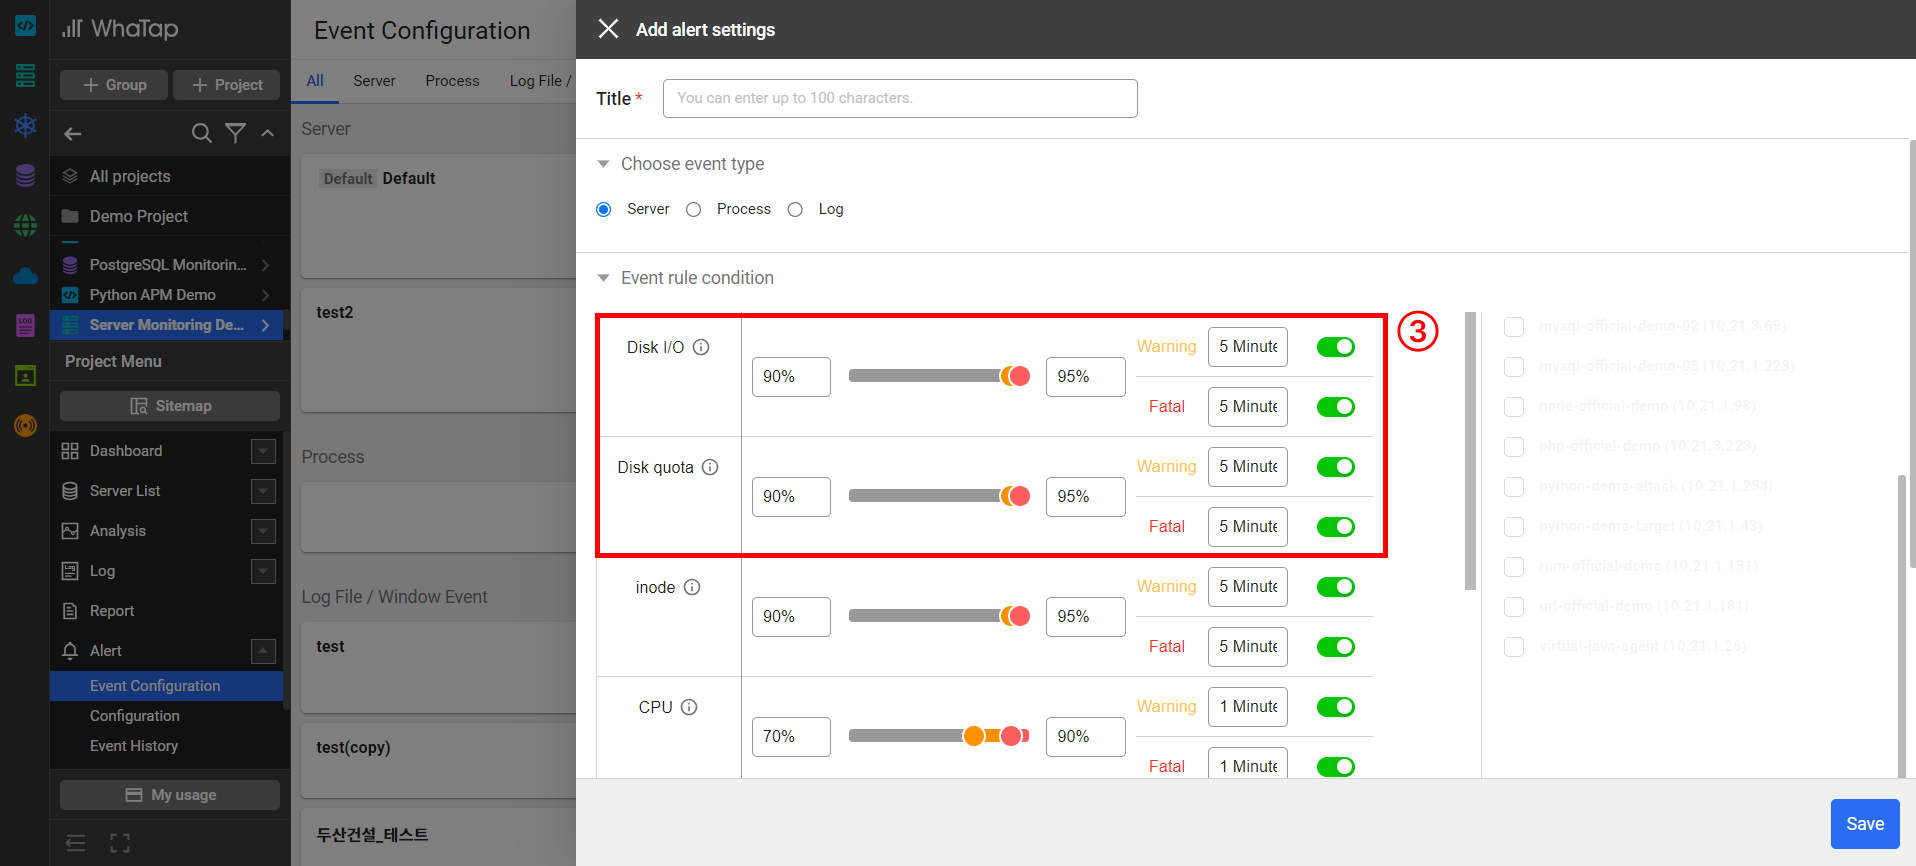 WhaTap
+ Group
+ Project
All projects
Demo Project
PostgreSQL Monitorin...
Python APM Demo
Server Monitoring De...
Project Menu
Sitemap
Dashboard
Server List
Analysis
Log
Report
Alert
Event Configuration
Configuration
Event History
My usage
Event Configuration
All
Server
Process
Log File /
Server
Default Default
test2
Process
Log File / Window Event
test
test(copy)
두산건설_테스트
Add alert settings
Title *
You can enter up to 100 characters.
Choose event type
Server
Process
Log
Event rule condition
③
Disk I/O
90%
95%
Warning
5 Minute
Fatal
5 Minute
Disk quota
90%
95%
Warning
5 Minute
Fatal
5 Minute
inode
90%
95%
Warning
5 Minute
Fatal
5 Minute
CPU
70%
90%
Warning
1 Minute
Fatal
1 Minute
mysql-official-demo-02 (10.21.3.69)
mysql-official-demo-03 (10.21.1.223)
node-official-demo (10.21.1.98)
php-official-demo (10.21.3.223)
python-demo-attack (10.21.1.254)
python-demo-target (10.21.1.43)
rum-official-demo (10.21.1.151)
url-official-demo (10.21.1.181)
virtual-java-agent (10.21.1.26)
Save